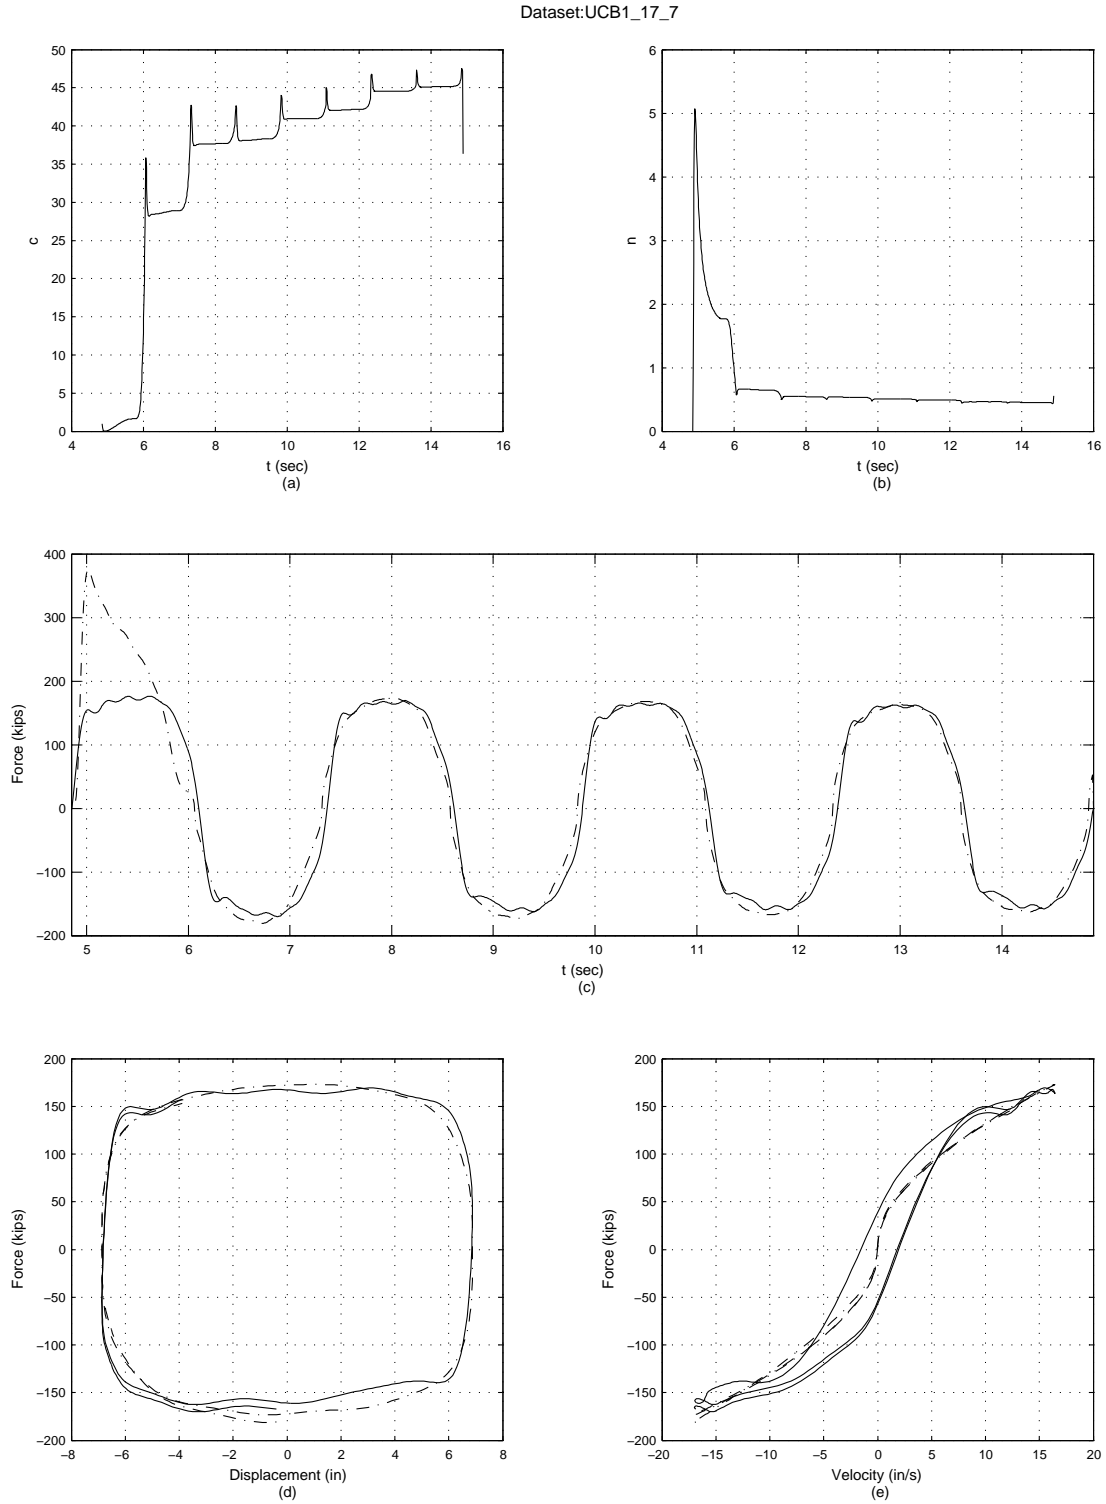 Dataset:UCB1_17_7
50
45
40
35
30
25
20
15
10
5
0
c
4 6 8 10 12 14 16
t (sec)
(a)
6
5
4
3
2
1
0
n
4 6 8 10 12 14 16
t (sec)
(b)
400
300
200
100
0
−100
−200
Force (kips)
5 6 7 8 9 10 11 12 13 14
t (sec)
(c)
200
150
100
50
0
−50
−100
−150
−200
Force (kips)
−8 −6 −4 −2 0 2 4 6 8
Displacement (in)
(d)
200
150
100
50
0
−50
−100
−150
−200
Force (kips)
−20 −15 −10 −5 0 5 10 15 20
Velocity (in/s)
(e)